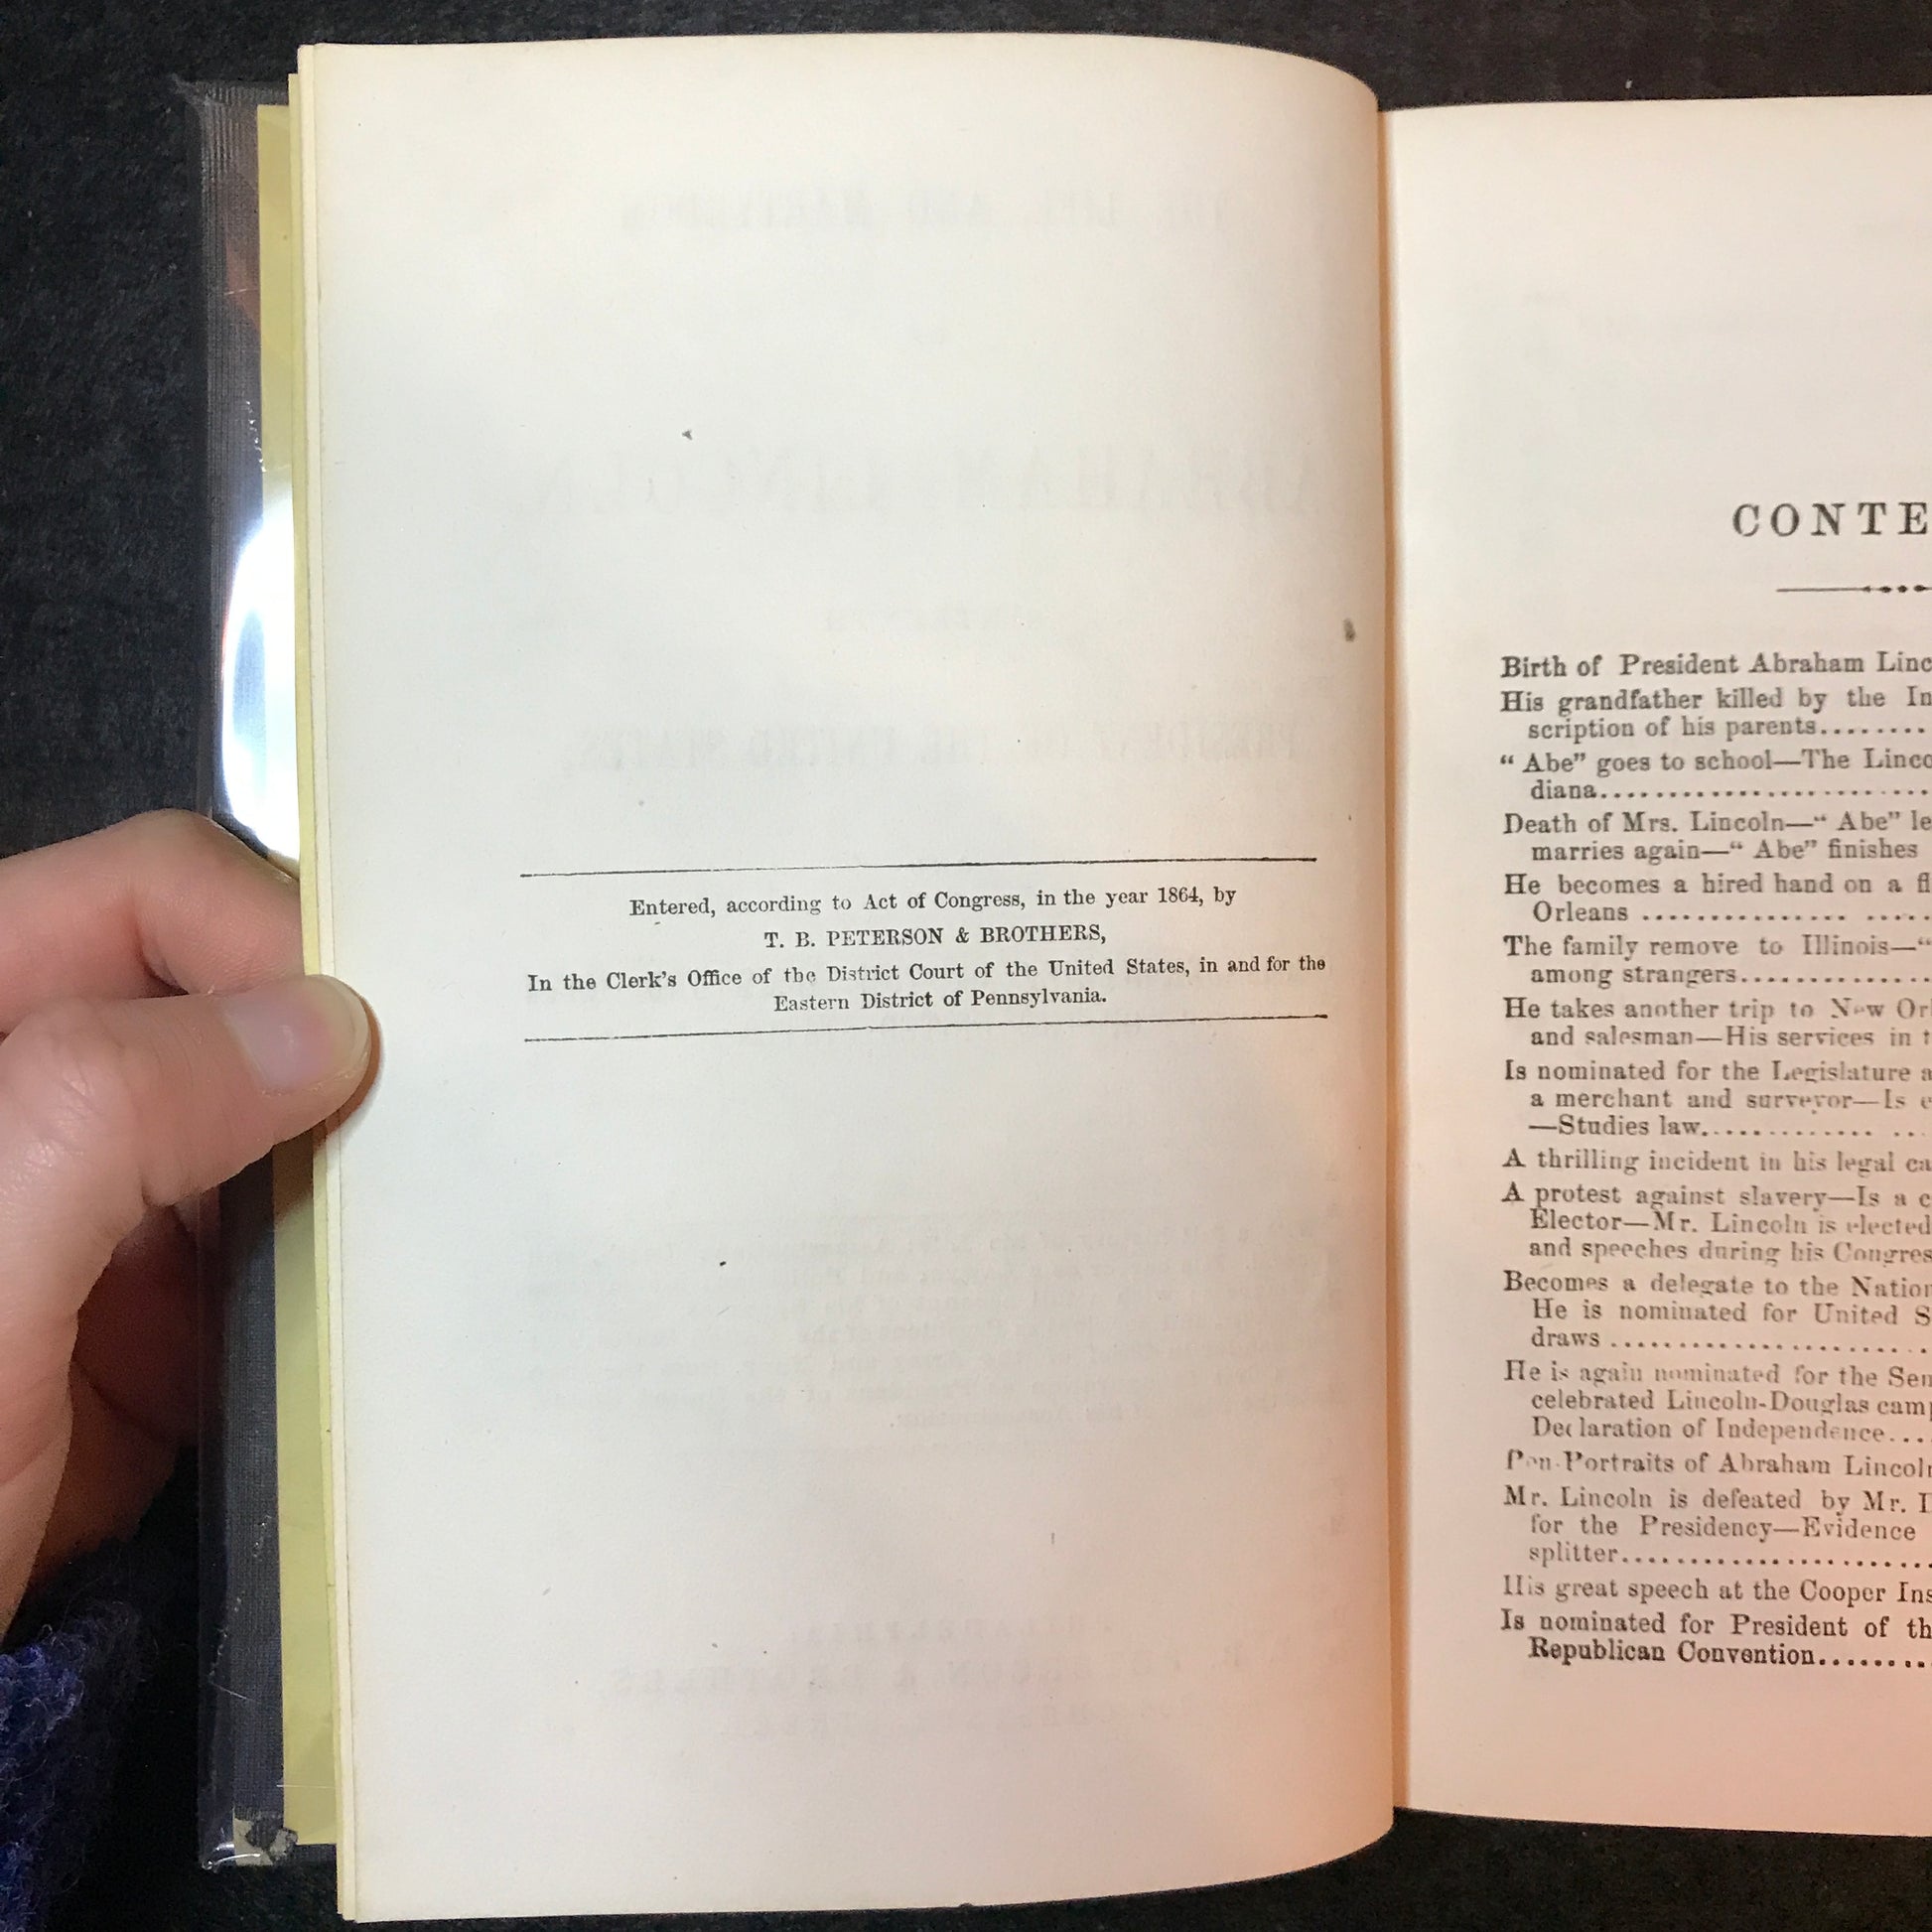 Entered, according to Act of Congress, in the year 1864, by
T. B. PETERSON & BROTHERS,
In the Clerk's Office of the District Court of the United States, in and for the
Eastern District of Pennsylvania.
CONTE
Birth of President Abraham Linc
His grandfather killed by the In
scription of his parents........
“ Abe” goes to school—The Linco
diana........................
Death of Mrs. Lincoln—“ Abe” le
marries again—“ Abe” finishes
He becomes a hired hand on a fl
Orleans ............... .....
The family remove to Illinois—“
among strangers..............
He takes another trip to New Orl
and salesman—His services in t
Is nominated for the Legislature a
a merchant and surveyor—Is e
—Studies law............. ...
A thrilling incident in his legal ca
A protest against slavery—Is a c
Elector—Mr. Lincoln is elected
and speeches during his Congres
Becomes a delegate to the Nation
He is nominated for United S
draws ........................
He is again nominated for the Sen
celebrated Lincoln-Douglas camp
Declaration of Independence....
Pen-Portraits of Abraham Lincoln
Mr. Lincoln is defeated by Mr. D
for the Presidency—Evidence
splitter.......................
His great speech at the Cooper Ins
Is nominated for President of th
Republican Convention........